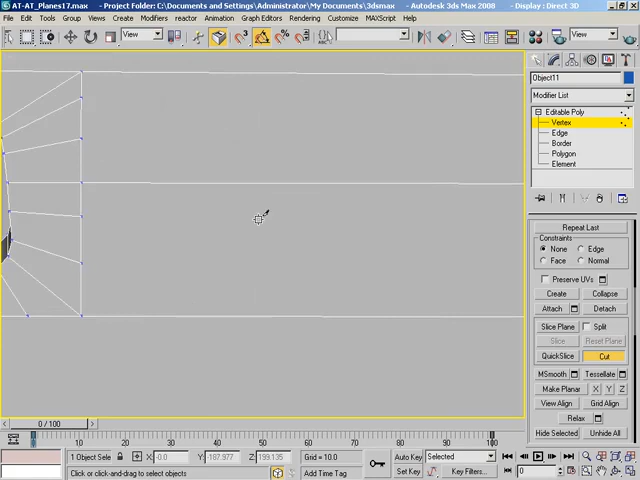 AT-AT_Planes17.max - Project Folder: C:\Documents and Settings\Administrator\My Documents\3dsmax - Autodesk 3ds Max 2008 - Display : Direct 3D
File Edit Tools Group Views Create Modifiers reactor Animation Graph Editors Rendering Customize MAXScript Help
View View
Object11
Modifier List
Editable Poly
Vertex
Edge
Border
Polygon
Element
Repeat Last
Constraints
None Edge
Face Normal
Preserve UVs
Create Collapse
Attach Detach
Slice Plane Split
Slice Reset Plane
QuickSlice Cut
MSmooth Tessellate
Make Planar X Y Z
View Align Grid Align
Relax
Hide Selected Unhide All
0 / 100
0 10 20 30 40 50 60 70 80 90 100
1 Object Selec X: -0.0 Y: -187.977 Z: 199.135 Grid = 10.0 Auto Key Selected
Click or click-and-drag to select objects Add Time Tag Set Key Key Filters... 0